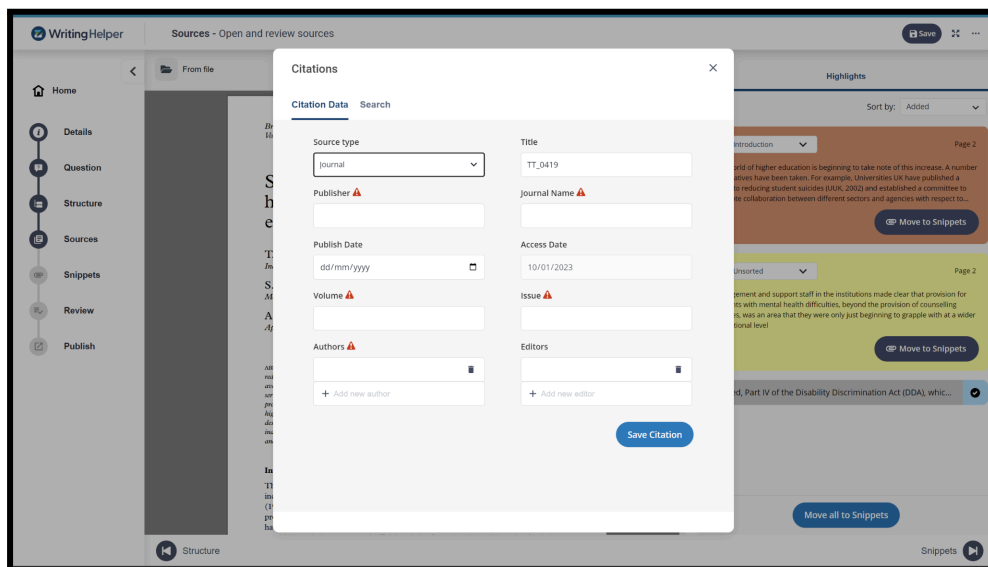 WritingHelper
Sources - Open and review sources
Save
From file
Home
Details
Question
Structure
Sources
Snippets
Review
Publish
Citations
Citation Data Search
Source type
Journal
Title
TT_0419
Publisher
Journal Name
Publish Date
dd/mm/yyyy
Access Date
10/01/2023
Volume
Issue
Authors
Editors
+ Add new author
+ Add new editor
Save Citation
Highlights
Sort by: Added
Introduction
Page 2
world of higher education is beginning to take note of this increase. A number
atives have been taken. For example, Universities UK have published a
to reducing student suicides (UUK, 2002) and established a committee to
te collaboration between different sectors and agencies with respect to...
Move to Snippets
Unsorted
Page 2
gement and support staff in the institutions made clear that provision for
nts with mental health difficulties, beyond the provision of counselling
es, was an area that they were only just beginning to grapple with at a wider
tional level
Move to Snippets
ed, Part IV of the Disability Discrimination Act (DDA), whic...
Move all to Snippets
Structure
Snippets